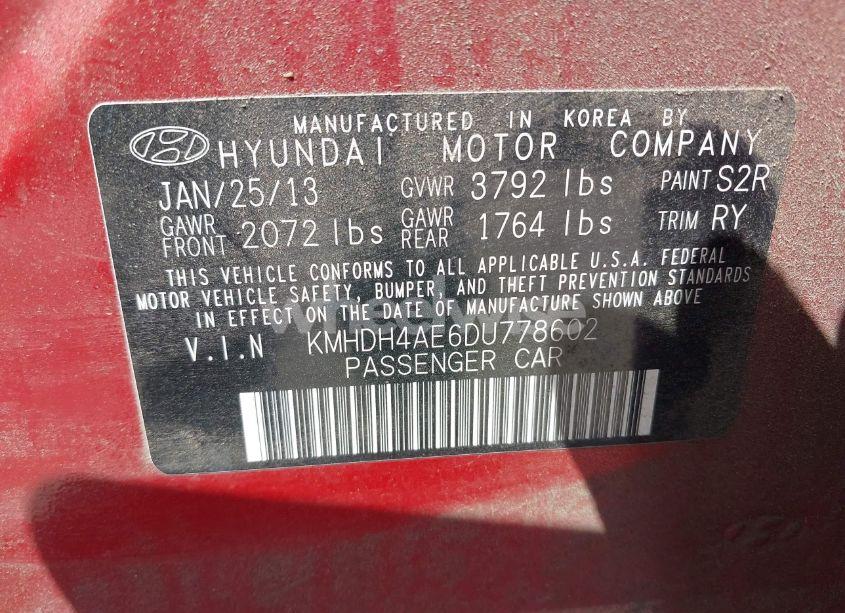 MANUFACTURED IN KOREA BY
HYUNDAI MOTOR COMPANY
JAN/25/13 GVWR 3792 lbs PAINT S2R
GAWR FRONT 2072 lbs GAWR REAR 1764 lbs TRIM RY
THIS VEHICLE CONFORMS TO ALL APPLICABLE U.S.A. FEDERAL
MOTOR VEHICLE SAFETY, BUMPER, AND THEFT PREVENTION STANDARDS
IN EFFECT ON THE DATE OF MANUFACTURE SHOWN ABOVE
V.I.N KMHDH4AE6DU778602
PASSENGER CAR